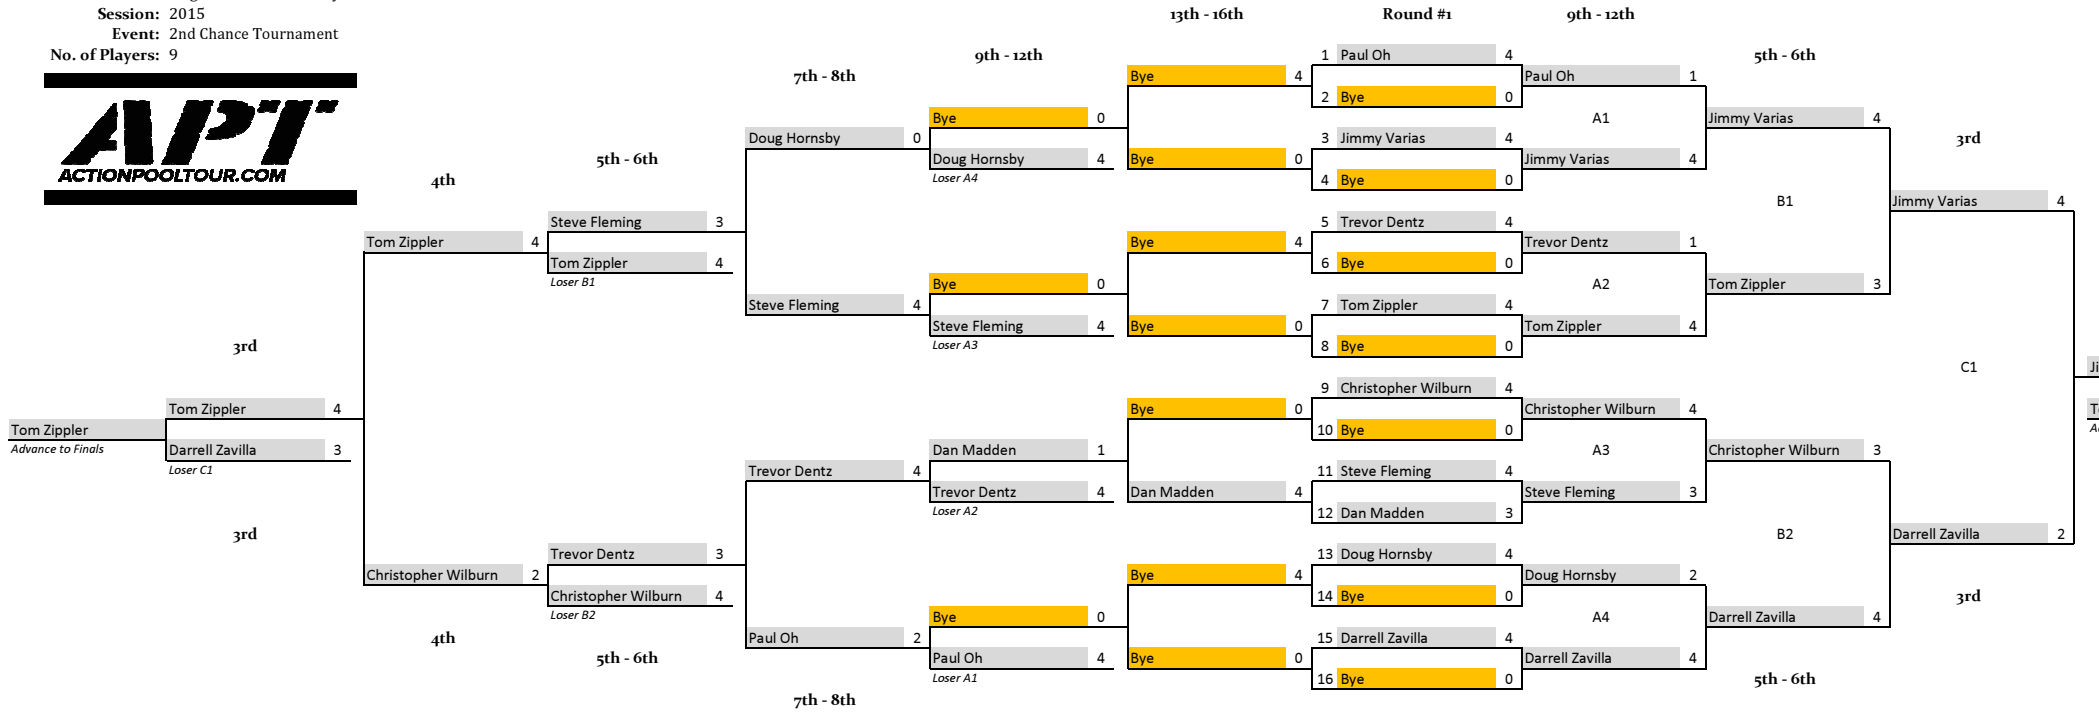 Session: 2015
Event: 2nd Chance Tournament
No. of Players: 9
APT
ACTIONPOOLTOUR.COM
3rd
Tom Zippler
Advance to Finals
Tom Zippler 4
Darrell Zavilla 3
Loser C1
3rd
4th
Tom Zippler 4
Christopher Wilburn 2
4th
5th - 6th
Steve Fleming 3
Tom Zippler 4
Loser B1
Trevor Dentz 3
Christopher Wilburn 4
Loser B2
5th - 6th
7th - 8th
Doug Hornsby 0
Steve Fleming 4
Trevor Dentz 4
Paul Oh 2
7th - 8th
9th - 12th
Bye 0
Doug Hornsby 4
Loser A4
Bye 0
Steve Fleming 4
Loser A3
Dan Madden 1
Trevor Dentz 4
Loser A2
Bye 0
Paul Oh 4
Loser A1
13th - 16th
Bye 4
Bye 0
Bye 4
Bye 0
Bye 0
Dan Madden 4
Bye 4
Bye 0
Round #1
1 Paul Oh 4
2 Bye 0
3 Jimmy Varias 4
4 Bye 0
5 Trevor Dentz 4
6 Bye 0
7 Tom Zippler 4
8 Bye 0
9 Christopher Wilburn 4
10 Bye 0
11 Steve Fleming 4
12 Dan Madden 3
13 Doug Hornsby 4
14 Bye 0
15 Darrell Zavilla 4
16 Bye 0
9th - 12th
Paul Oh 1
A1
Jimmy Varias 4
Trevor Dentz 1
A2
Tom Zippler 4
Christopher Wilburn 4
A3
Steve Fleming 3
Doug Hornsby 2
A4
Darrell Zavilla 4
5th - 6th
Jimmy Varias 4
B1
Tom Zippler 3
Christopher Wilburn 3
B2
Darrell Zavilla 4
5th - 6th
3rd
Jimmy Varias 4
C1
Darrell Zavilla 2
3rd